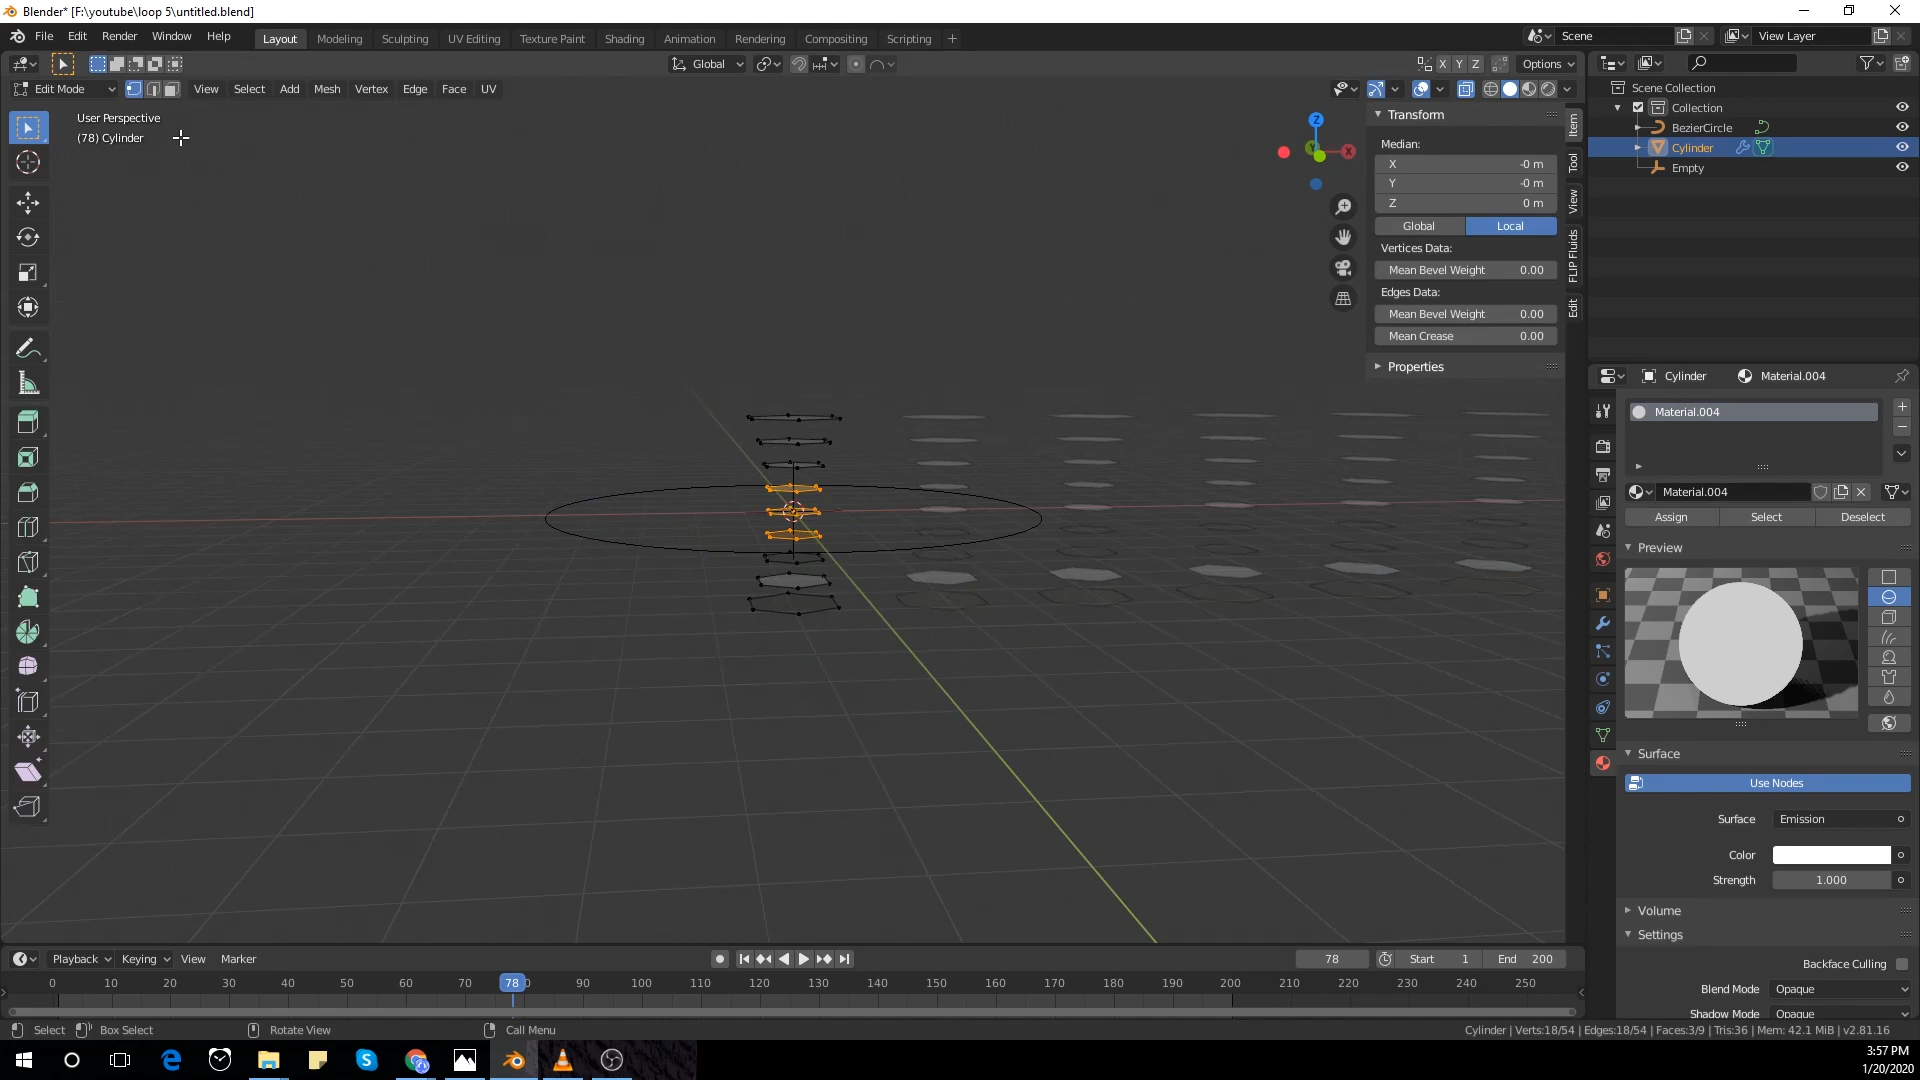 Blender* [F:\youtube\loop 5\untitled.blend]
File Edit Render Window Help
Layout Modeling Sculpting UV Editing Texture Paint Shading Animation Rendering Compositing Scripting +
Scene View Layer
Global X Y Z Options
Edit Mode View Select Add Mesh Vertex Edge Face UV
User Perspective
(78) Cylinder
Z
X
Y
Transform
Median:
X -0 m
Y -0 m
Z 0 m
Global Local
Vertices Data:
Mean Bevel Weight 0.00
Edges Data:
Mean Bevel Weight 0.00
Mean Crease 0.00
Properties
Item
Tool
View
FLIP Fluids
Edit
Scene Collection
Collection
BezierCircle
Cylinder
Empty
Cylinder Material.004
Material.004
Material.004
Assign Select Deselect
Preview
Surface
Use Nodes
Surface Emission
Color
Strength 1.000
Volume
Settings
Backface Culling
Blend Mode Opaque
Shadow Mode Opaque
Playback Keying View Marker 78 Start 1 End 200
0 10 20 30 40 50 60 70 78 0 90 100 110 120 130 140 150 160 170 180 190 200 210 220 230 240 250
Select Box Select Rotate View Call Menu
Cylinder | Verts:18/54 | Edges:18/54 | Faces:3/9 | Tris:36 | Mem: 42.1 MiB | v2.81.16
3:57 PM
1/20/2020